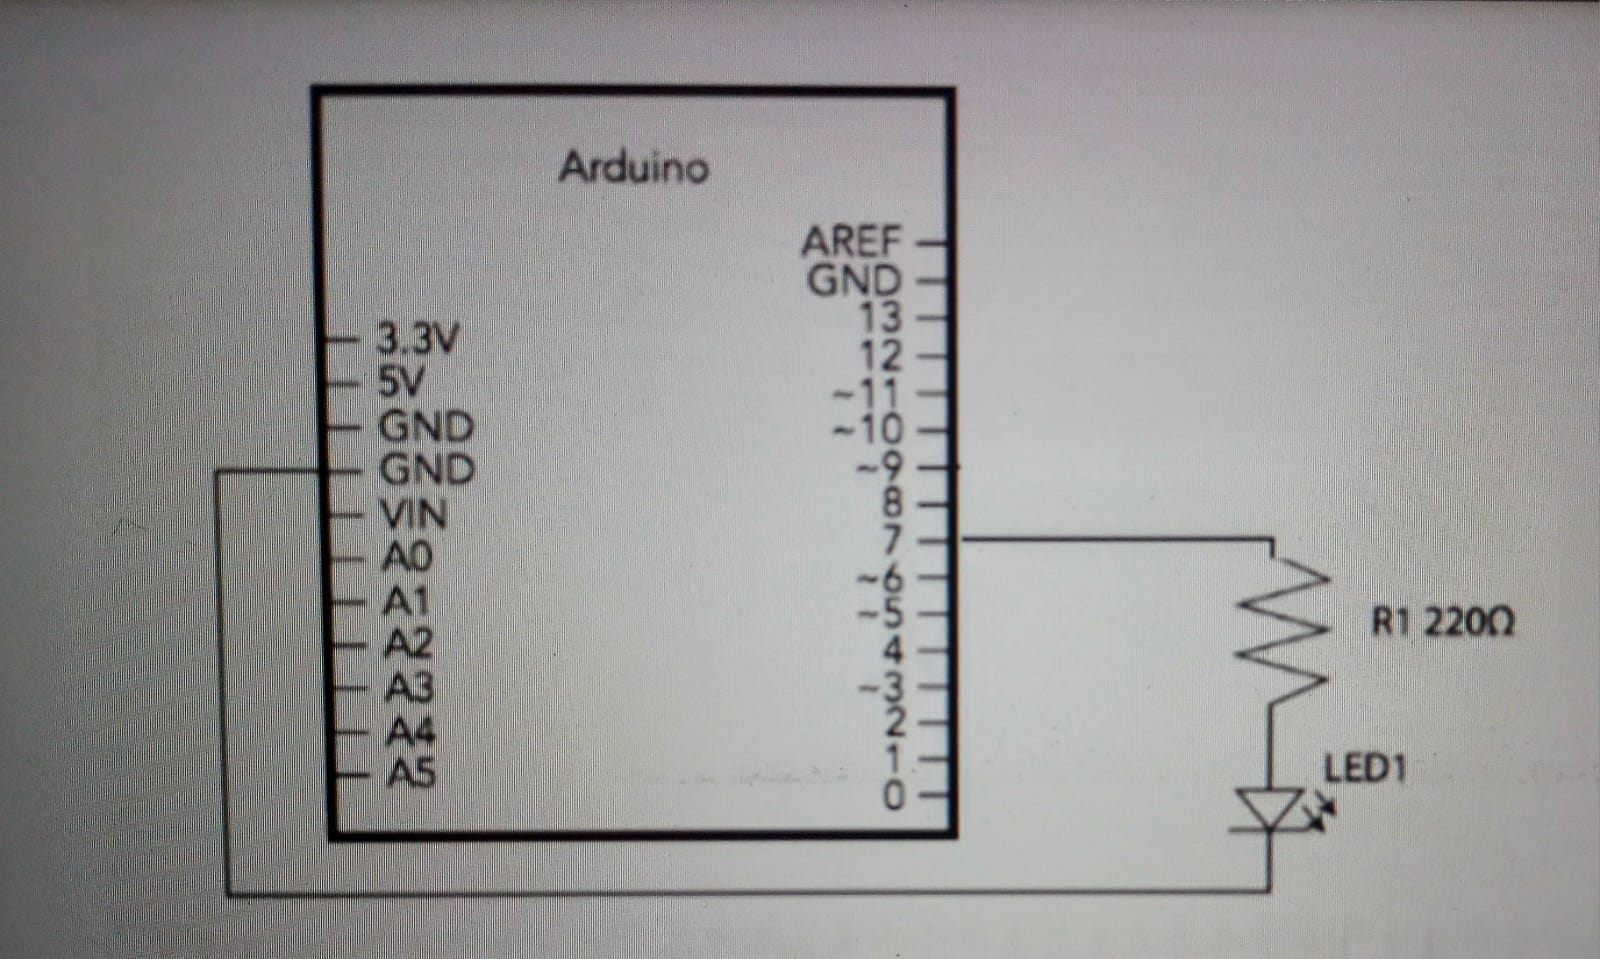 Arduino
AREF
GND
13
12
~11
~10
~9
8
7
~6
~5
4
~3
2
1
0
3.3V
5V
GND
GND
VIN
A0
A1
A2
A3
A4
A5
R1 220Ω
LED1